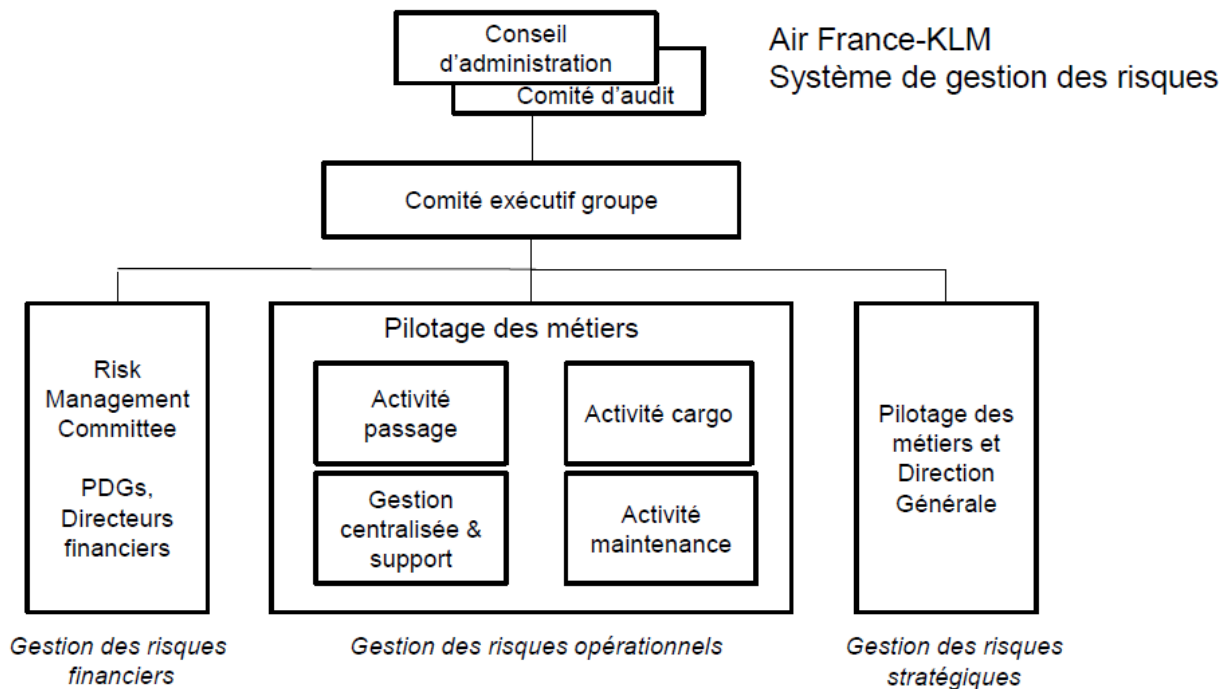 Conseil
d'administration
Comité d'audit
Air France-KLM
Système de gestion des risques
Comité exécutif groupe
Risk
Management
Committee
PDGs,
Directeurs
financiers
Pilotage des métiers
Activité
passage
Activité cargo
Gestion
centralisée &
support
Activité
maintenance
Pilotage des
métiers et
Direction
Générale
Gestion des risques
financiers
Gestion des risques opérationnels
Gestion des risques
stratégiques